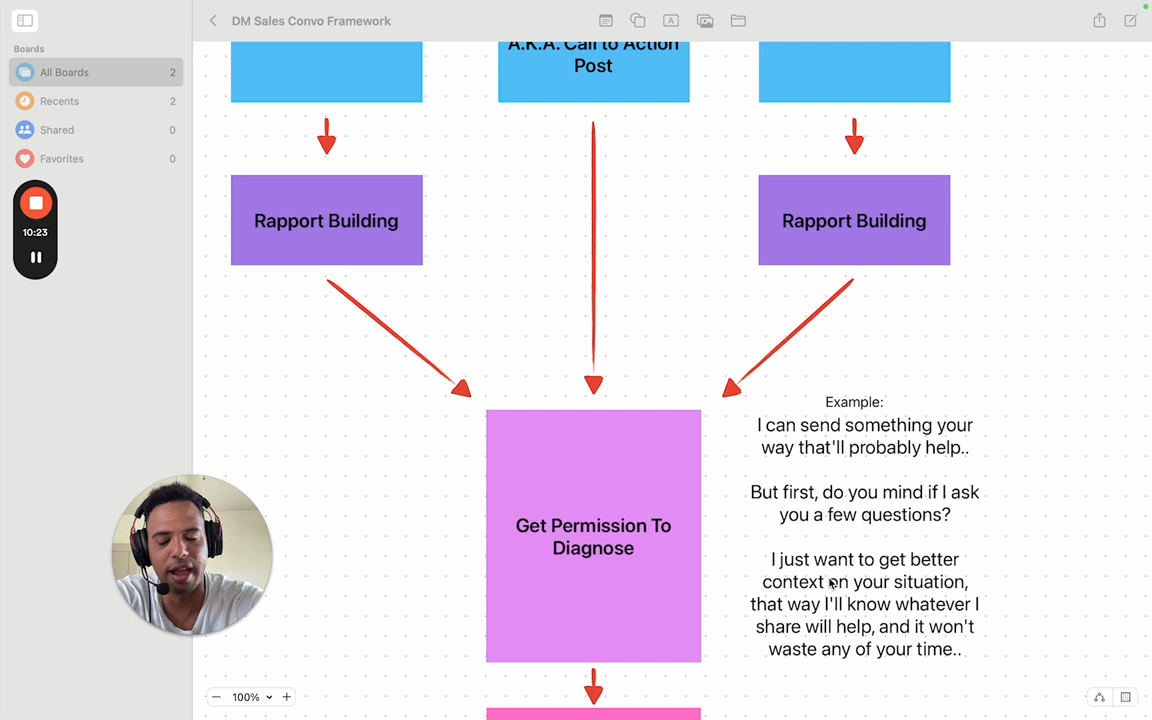 DM Sales Convo Framework
Boards
All Boards 2
Recents 2
Shared 0
Favorites 0
10:23
A.K.A. Call to Action
Post
Rapport Building
Rapport Building
Get Permission To
Diagnose
Example:
I can send something your
way that'll probably help..
But first, do you mind if I ask
you a few questions?
I just want to get better
context on your situation,
that way I'll know whatever I
share will help, and it won't
waste any of your time..
100%